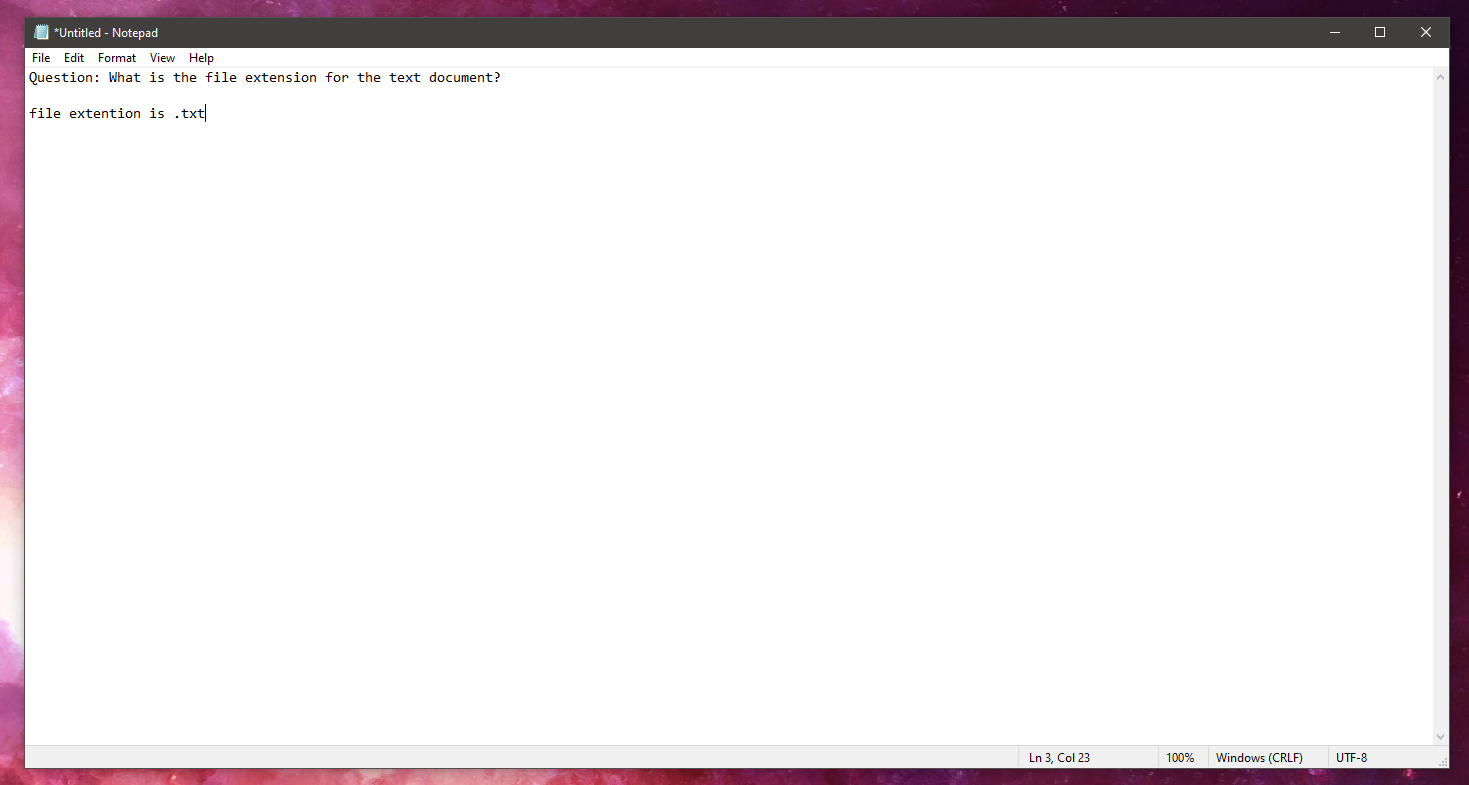 *Untitled - Notepad
File Edit Format View Help
Question: What is the file extension for the text document?
file extention is .txt
Ln 3, Col 23 100% Windows (CRLF) UTF-8